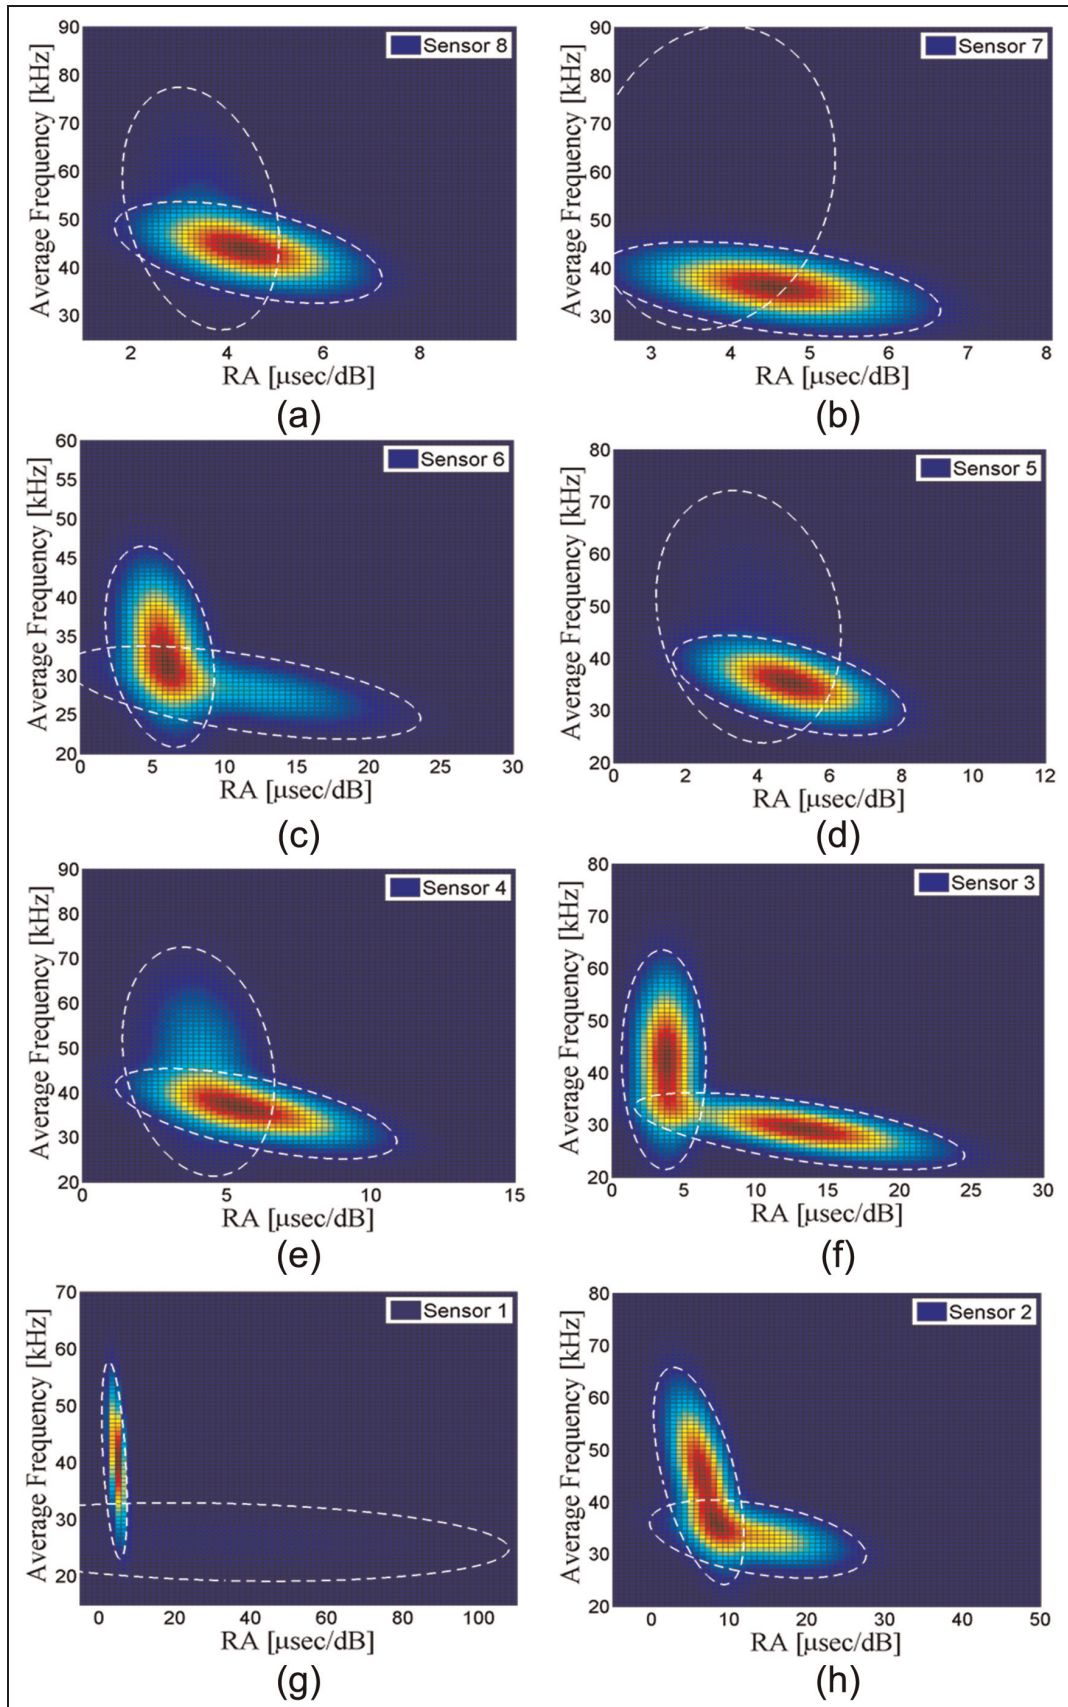 90
80
70
60
50
40
30
Average Frequency [kHz]
Sensor 8
2 4 6 8
RA [μsec/dB]
(a)
90
80
70
60
50
40
30
Average Frequency [kHz]
Sensor 7
3 4 5 6 7 8
RA [μsec/dB]
(b)
60
55
50
45
40
35
30
25
20
Average Frequency [kHz]
Sensor 6
0 5 10 15 20 25 30
RA [μsec/dB]
(c)
80
70
60
50
40
30
20
Average Frequency [kHz]
Sensor 5
0 2 4 6 8 10 12
RA [μsec/dB]
(d)
90
80
70
60
50
40
30
20
Average Frequency [kHz]
Sensor 4
0 5 10 15
RA [μsec/dB]
(e)
80
70
60
50
40
30
20
Average Frequency [kHz]
Sensor 3
0 5 10 15 20 25 30
RA [μsec/dB]
(f)
70
60
50
40
30
20
Average Frequency [kHz]
Sensor 1
0 20 40 60 80 100
RA [μsec/dB]
(g)
80
70
60
50
40
30
20
Average Frequency [kHz]
Sensor 2
0 10 20 30 40 50
RA [μsec/dB]
(h)